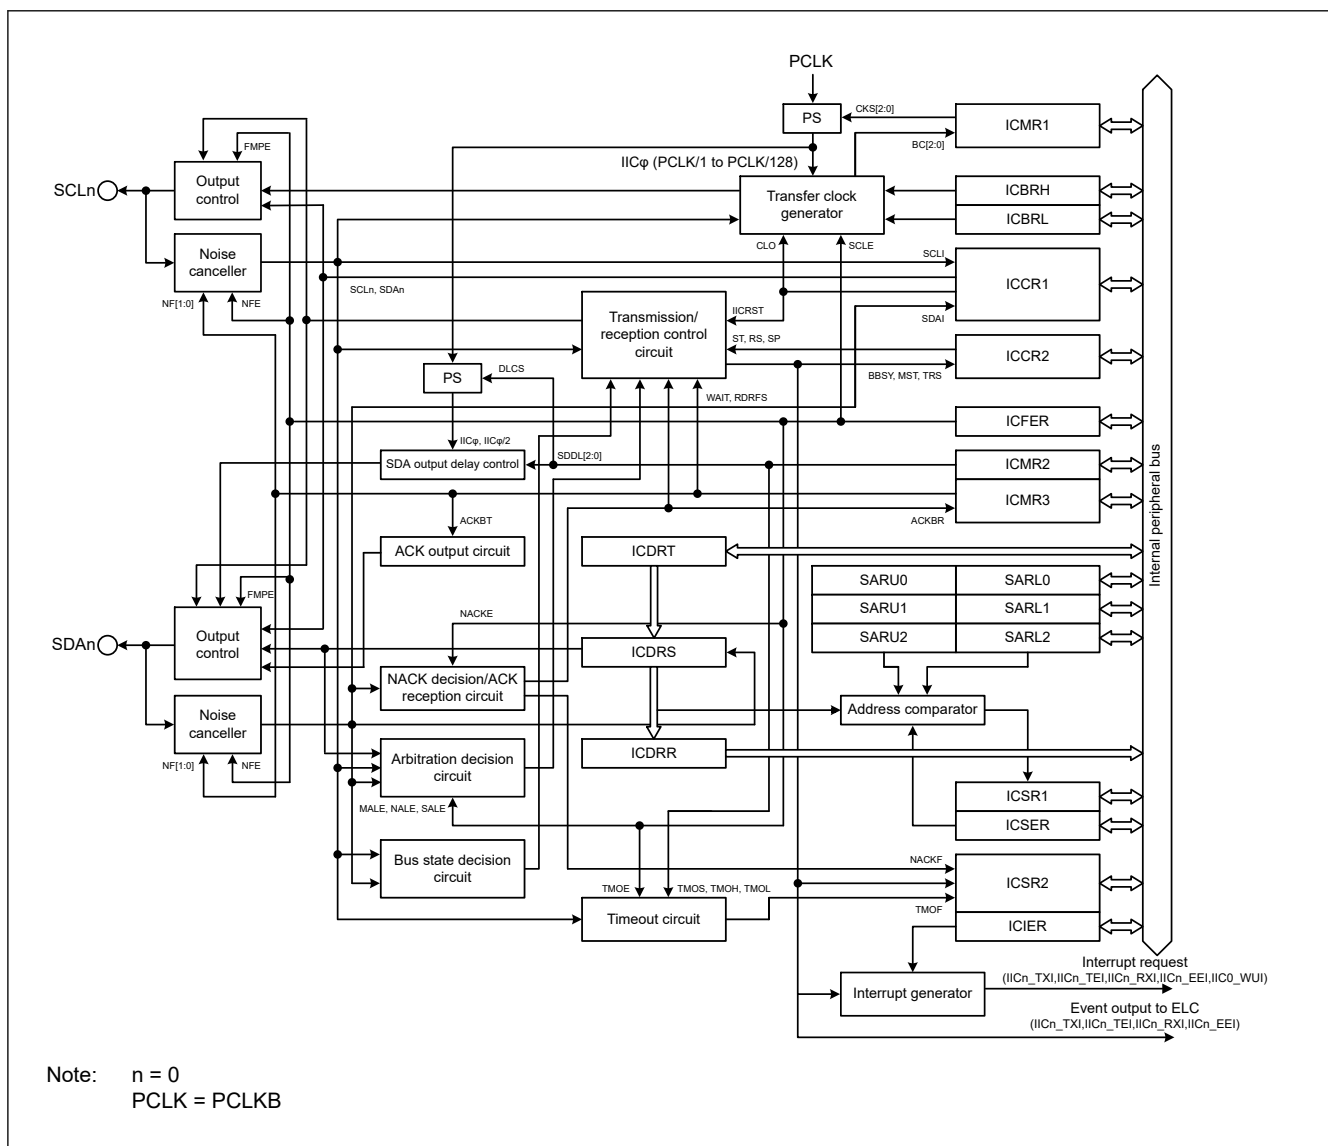 PCLK
PS
CKS[2:0]
ICMR1
BC[2:0]
FMPE
IICφ (PCLK/1 to PCLK/128)
SCLn
Output
control
Transfer clock
generator
ICBRH
ICBRL
Noise
canceller
CLO
SCLE
SCLI
ICCR1
SCLn, SDAn
NF[1:0]
NFE
SDAI
Transmission/
reception control
circuit
IICRST
ST, RS, SP
ICCR2
BBSY, MST, TRS
PS
DLCS
WAIT, RDRFS
ICFER
IICφ, IICφ/2
SDA output delay control
SDDL[2:0]
ICMR2
ICMR3
ACKBT
ACKBR
ACK output circuit
ICDRT
Internal peripheral bus
SARU0
SARL0
SARU1
SARL1
SARU2
SARL2
FMPE
NACKE
SDAn
Output
control
ICDRS
NACK decision/ACK
reception circuit
Address comparator
Noise
canceller
NF[1:0]
NFE
Arbitration decision
circuit
ICDRR
MALE, NALE, SALE
ICSR1
ICSER
Bus state decision
circuit
NACKF
ICSR2
TMOE
TMOS, TMOH, TMOL
TMOF
Timeout circuit
ICIER
Interrupt generator
Interrupt request
(IICn_TXI,IICn_TEI,IICn_RXI,IICn_EEI,IIC0_WUI)
Event output to ELC
(IICn_TXI,IICn_TEI,IICn_RXI,IICn_EEI)
Note: n = 0
PCLK = PCLKB